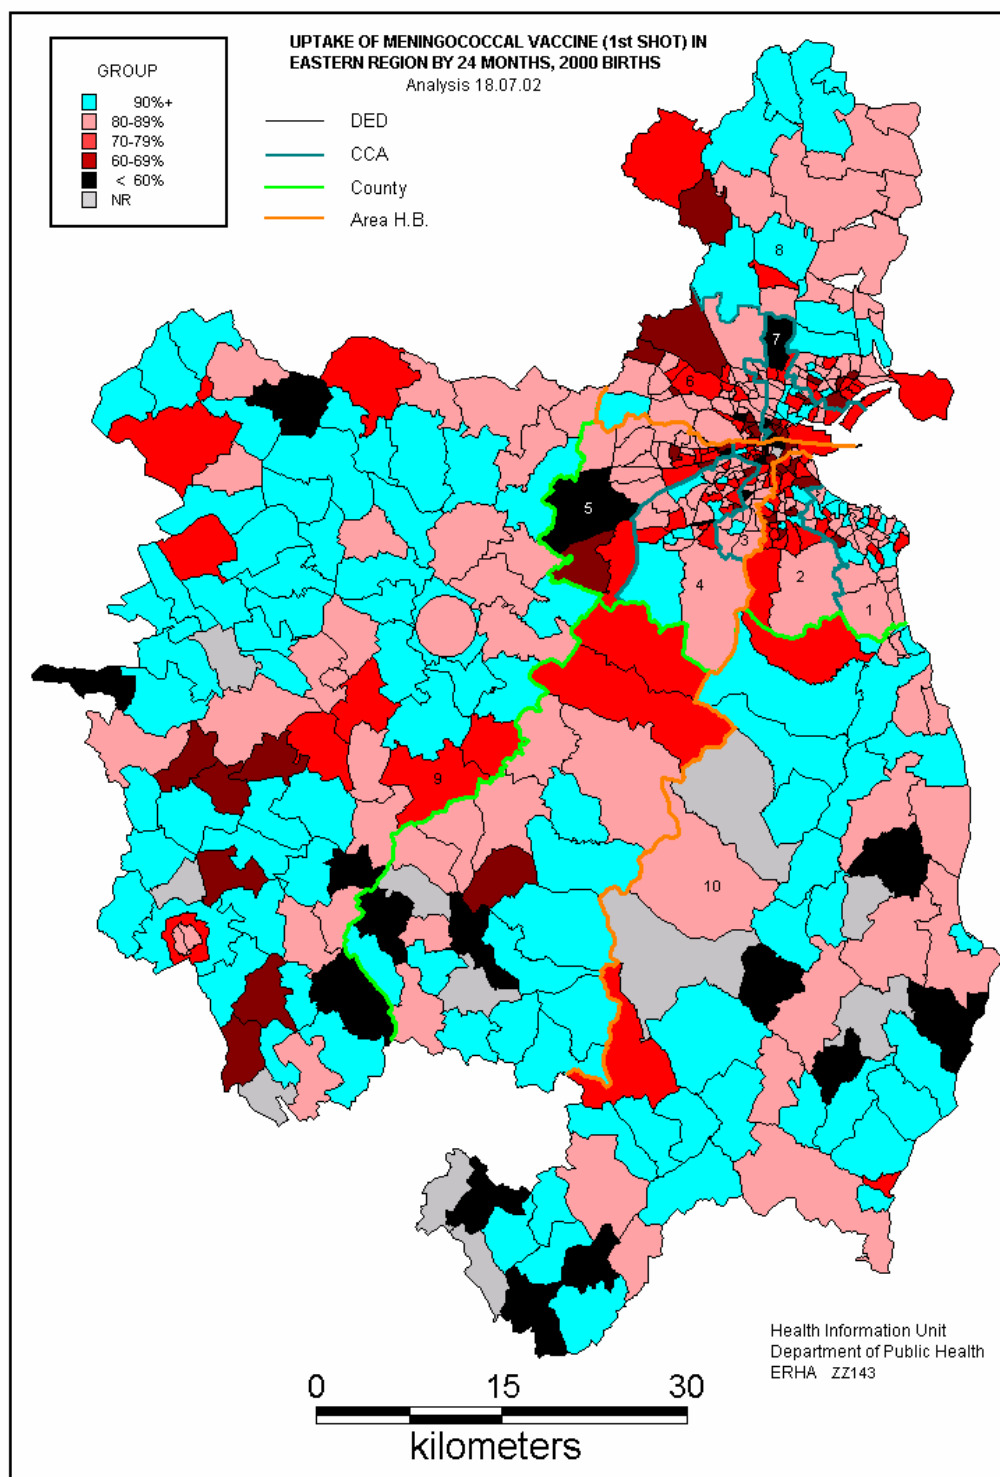 UPTAKE OF MENINGOCOCCAL VACCINE (1st SHOT) IN
EASTERN REGION BY 24 MONTHS, 2000 BIRTHS
Analysis 18.07.02
GROUP
90%+
80-89%
70-79%
60-69%
< 60%
NR
DED
CCA
County
Area H.B.
8
7
6
5
3
4
2
1
9
10
Health Information Unit
Department of Public Health
ERHA ZZ143
0 15 30
kilometers